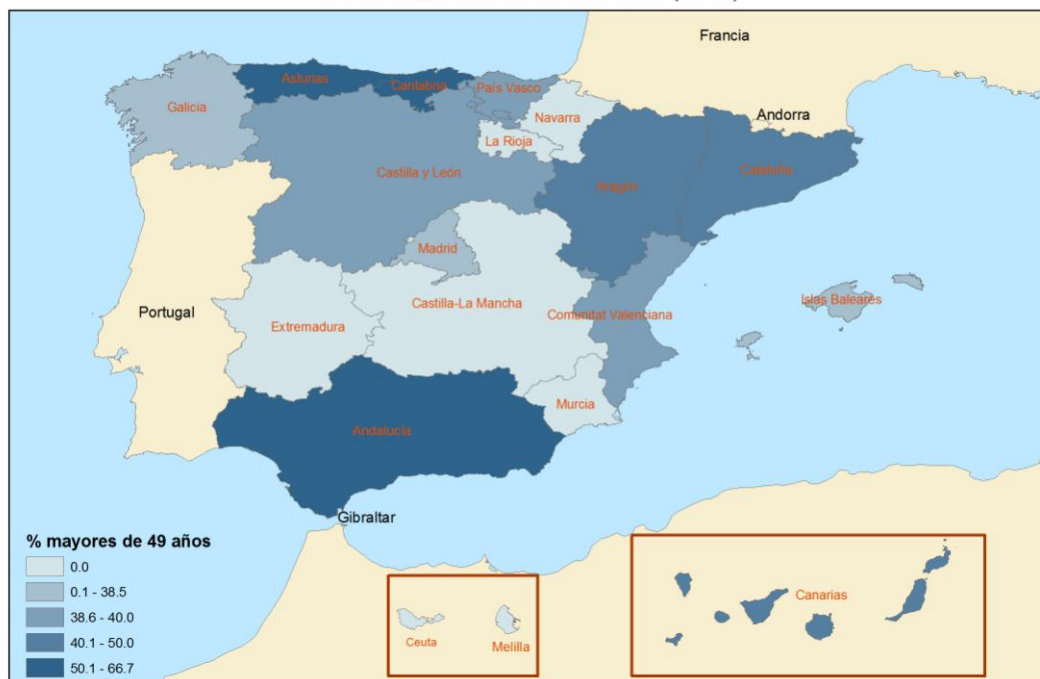 Francia
Asturias
Cantabria
País Vasco
Galicia
Navarra
Andorra
La Rioja
Castilla y León
Aragón
Cataluña
Madrid
Portugal
Castilla-La Mancha
Islas Baleares
Extremadura
Comunitat Valenciana
Murcia
Andalucía
Gibraltar
% mayores de 49 años
0.0
0.1 - 38.5
38.6 - 40.0
40.1 - 50.0
50.1 - 66.7
Ceuta
Melilla
Canarias